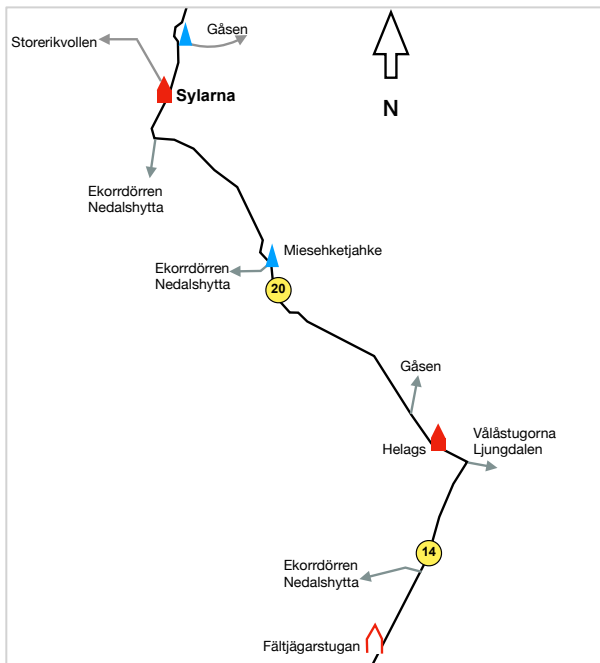 Gåsen
Storerikvollen
Sylarna
N
Ekorrdörren
Nedalshytta
Miesehketjahke
Ekorrdörren
Nedalshytta
20
Gåsen
Helags
Vålåstugorna
Ljungdalen
14
Ekorrdörren
Nedalshytta
Fältjägarstugan